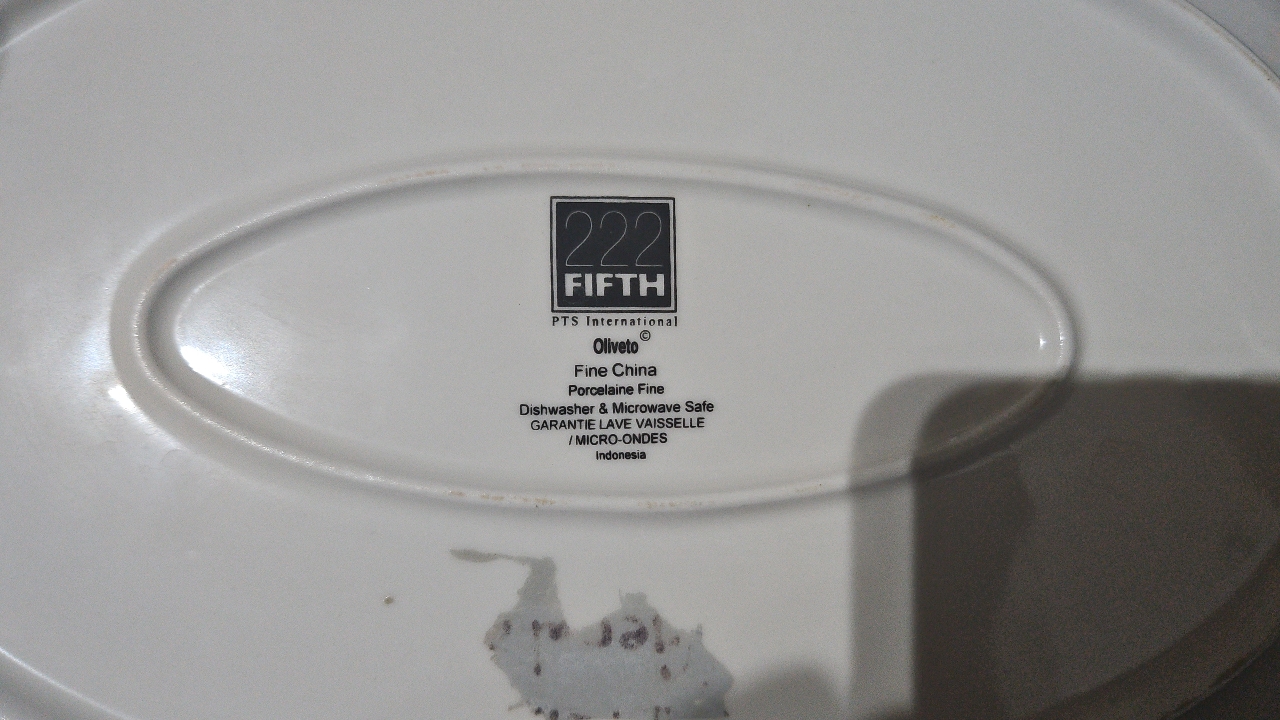 222
FIFTH
PTS International
Oliveto©
Fine China
Porcelaine Fine
Dishwasher & Microwave Safe
GARANTIE LAVE VAISSELLE
/ MICRO-ONDES
Indonesia